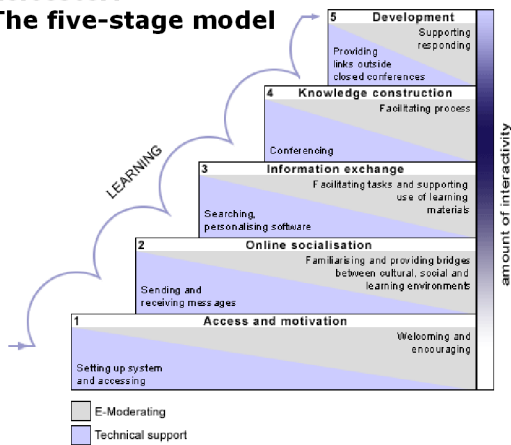 The five-stage model
5 Development
Supporting
responding
Providing
links outside
closed conferences
4 Knowledge construction
Facilitating process
Conferencing
LEARNING
3 Information exchange
Facilitating tasks and supporting
use of learning
materials
Searching,
personalising software
2 Online socialisation
Familiarising and providing bridges
between cultural, social and
learning environments
Sending and
receiving messages
1 Access and motivation
Welcoming and
encouraging
Setting up system
and accessing
amount of interactivity
E-Moderating
Technical support